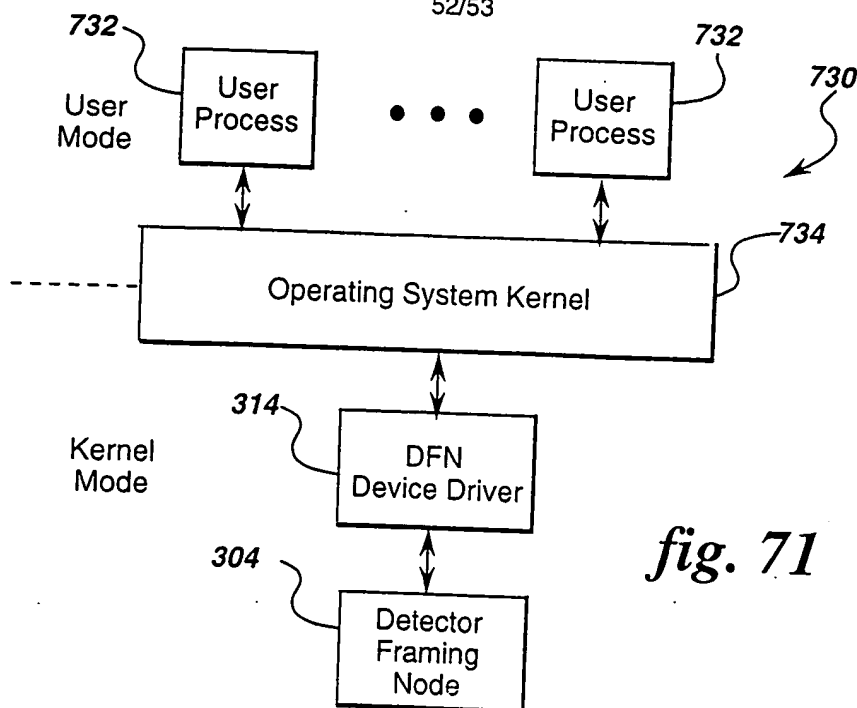 52/53
732
732
730
User
Mode
User
Process
User
Process
734
Operating System Kernel
314
Kernel
Mode
DFN
Device Driver
304
Detector
Framing
Node
fig. 71